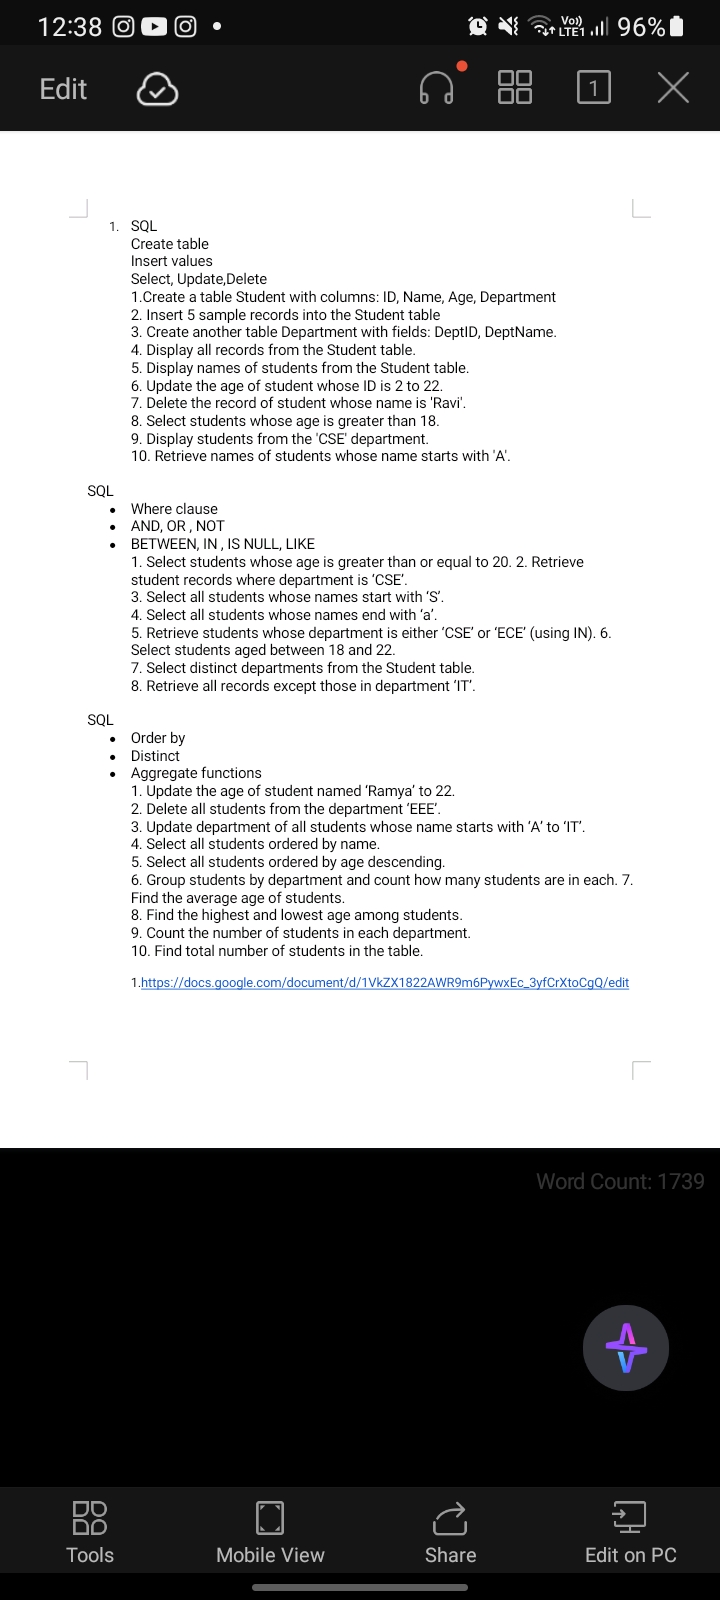 12:38
Vo))
LTE1
96%
Edit
1
1. SQL
Create table
Insert values
Select, Update,Delete
1.Create a table Student with columns: ID, Name, Age, Department
2. Insert 5 sample records into the Student table
3. Create another table Department with fields: DeptID, DeptName.
4. Display all records from the Student table.
5. Display names of students from the Student table.
6. Update the age of student whose ID is 2 to 22.
7. Delete the record of student whose name is 'Ravi'.
8. Select students whose age is greater than 18.
9. Display students from the 'CSE' department.
10. Retrieve names of students whose name starts with 'A'.
SQL
• Where clause
• AND, OR , NOT
• BETWEEN, IN , IS NULL, LIKE
1. Select students whose age is greater than or equal to 20. 2. Retrieve
student records where department is ‘CSE’.
3. Select all students whose names start with ‘S’.
4. Select all students whose names end with ‘a’.
5. Retrieve students whose department is either ‘CSE’ or ‘ECE’ (using IN). 6.
Select students aged between 18 and 22.
7. Select distinct departments from the Student table.
8. Retrieve all records except those in department ‘IT’.
SQL
• Order by
• Distinct
• Aggregate functions
1. Update the age of student named ‘Ramya’ to 22.
2. Delete all students from the department ‘EEE’.
3. Update department of all students whose name starts with ‘A’ to ‘IT’.
4. Select all students ordered by name.
5. Select all students ordered by age descending.
6. Group students by department and count how many students are in each. 7.
Find the average age of students.
8. Find the highest and lowest age among students.
9. Count the number of students in each department.
10. Find total number of students in the table.
1.https://docs.google.com/document/d/1VkZX1822AWR9m6PywxEc_3yfCrXtoCgQ/edit
Word Count: 1739
Tools
Mobile View
Share
Edit on PC